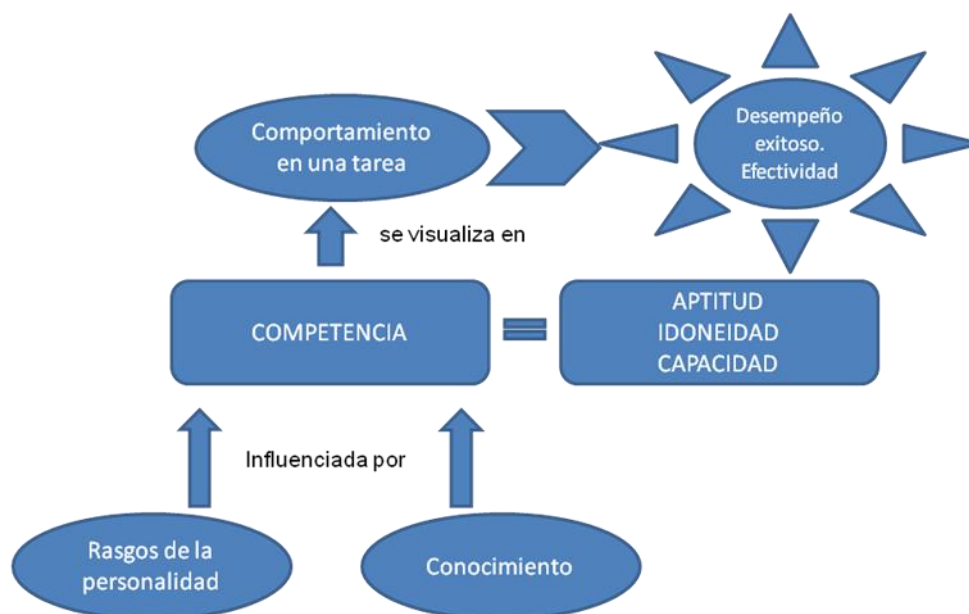 Comportamiento
en una tarea
Desempeño
exitoso.
Efectividad
se visualiza en
COMPETENCIA
APTITUD
IDONEIDAD
CAPACIDAD
Influenciada por
Rasgos de la
personalidad
Conocimiento